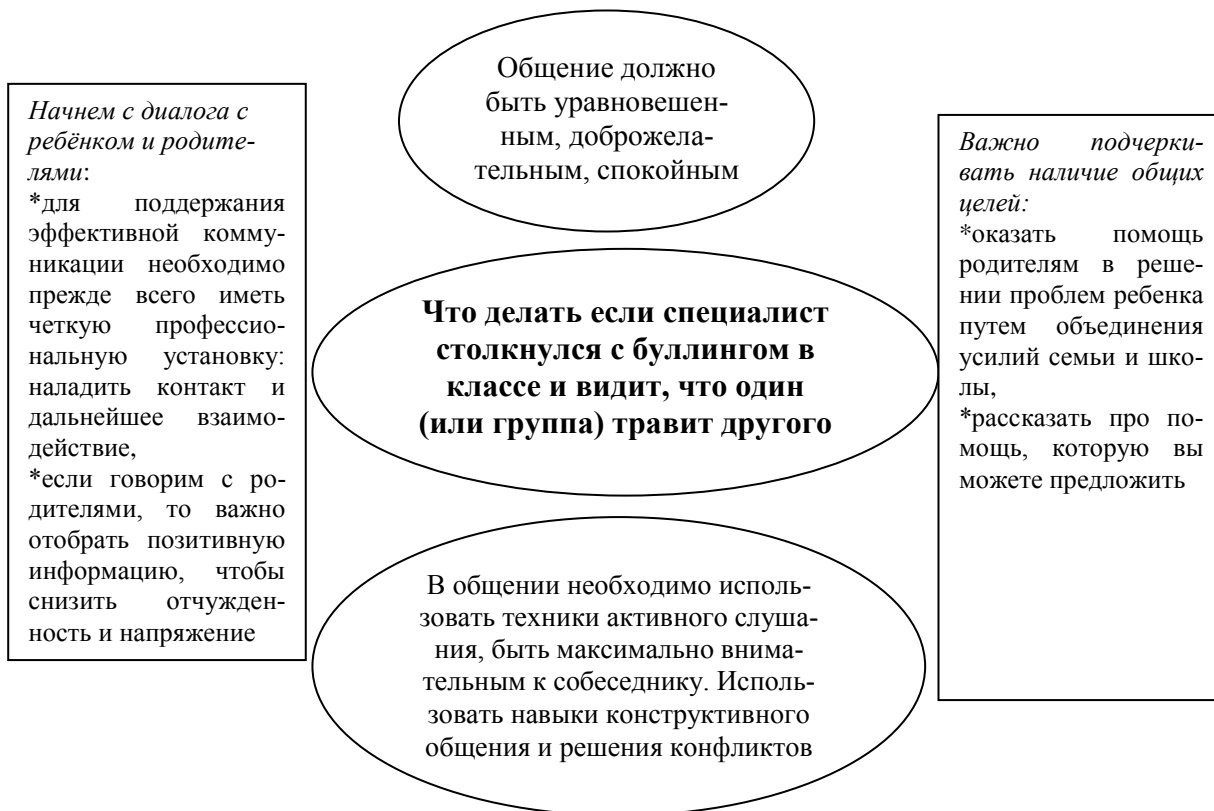 Общение должно
быть уравновешен-
ным, доброжела-
тельным, спокойным
Начнем с диалога с
ребёнком и родите-
лями:
*для поддержания
эффективной комму-
никации необходимо
прежде всего иметь
четкую профессио-
нальную установку:
наладить контакт и
дальнейшее взаимо-
действие,
*если говорим с ро-
дителями, то важно
отобрать позитивную
информацию, чтобы
снизить отчужден-
ность и напряжение
Что делать если специалист
столкнулся с буллингом в
классе и видит, что один
(или группа) травит другого
Важно подчерки-
вать наличие общих
целей:
*оказать помощь
родителям в реше-
нии проблем ребенка
путем объединения
усилий семьи и шко-
лы,
*рассказать про по-
мощь, которую вы
можете предложить
В общении необходимо исполь-
зовать техники активного слуша-
ния, быть максимально внима-
тельным к собеседнику. Исполь-
зовать навыки конструктивного
общения и решения конфликтов